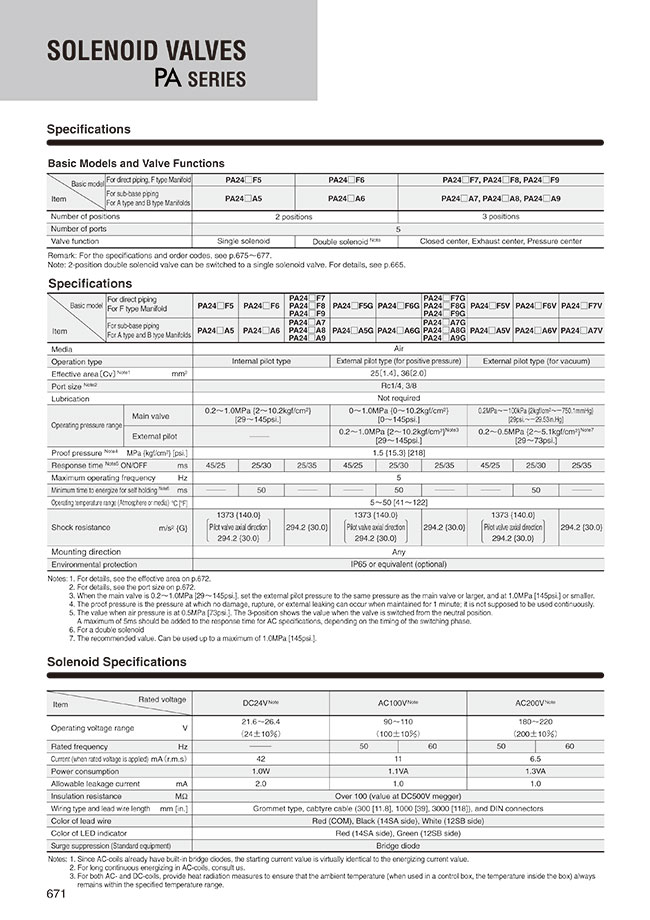 SOLENOID VALVES
PA SERIES
Specifications
Basic Models and Valve Functions
Basic model For direct piping, F type Manifold PA24□F5 PA24□F6 PA24□F7, PA24□F8, PA24□F9
Item For sub-base piping For A type and B type Manifolds PA24□A5 PA24□A6 PA24□A7, PA24□A8, PA24□A9
Number of positions 2 positions 3 positions
Number of ports 5
Valve function Single solenoid Double solenoid Note Closed center, Exhaust center, Pressure center
Remark: For the specifications and order codes, see p.675~677.
Note: 2-position double solenoid valve can be switched to a single solenoid valve. For details, see p.665.
Specifications
Basic model For direct piping For F type Manifold PA24□F5 PA24□F6 PA24□F7 PA24□F8 PA24□F9 PA24□F5G PA24□F6G PA24□F7G PA24□F8G PA24□F9G PA24□F5V PA24□F6V PA24□F7V
Item For sub-base piping For A type and B type Manifolds PA24□A5 PA24□A6 PA24□A7 PA24□A8 PA24□A9 PA24□A5G PA24□A6G PA24□A7G PA24□A8G PA24□A9G PA24□A5V PA24□A6V PA24□A7V
Media Air
Operation type Internal pilot type External pilot type (for positive pressure) External pilot type (for vacuum)
Effective area [Cv] Note1 mm² 25[1.4], 36[2.0]
Port size Note2 Rc1/4, 3/8
Lubrication Not required
Operating pressure range Main valve 0.2~1.0MPa {2~10.2kgf/cm²} [29~145psi.] 0~1.0MPa {0~10.2kgf/cm²} [0~145psi.] 0.2MPa~−100kPa {2kgf/cm²~−750.1mmHg} [29psi.~−29.53in.Hg]
External pilot —— 0.2~1.0MPa {2~10.2kgf/cm²}Note3 [29~145psi.] 0.2~0.5MPa {2~5.1kgf/cm²}Note7 [29~73psi.]
Proof pressure Note4 MPa {kgf/cm²} [psi.] 1.5 {15.3} [218]
Response time Note5 ON/OFF ms 45/25 25/30 25/35 45/25 25/30 25/35 45/25 25/30 25/35
Maximum operating frequency Hz 5
Minimum time to energize for self holding Note6 ms —— 50 —— —— 50 —— —— 50 ——
Operating temperature range (Atmosphere or media) °C [°F] 5~50 [41~122]
Shock resistance m/s² {G} 1373 {140.0} (Pilot valve axial direction 294.2 {30.0}) 294.2 {30.0} 1373 {140.0} (Pilot valve axial direction 294.2 {30.0}) 294.2 {30.0} 1373 {140.0} (Pilot valve axial direction 294.2 {30.0}) 294.2 {30.0}
Mounting direction Any
Environmental protection IP65 or equivalent (optional)
Notes: 1. For details, see the effective area on p.672.
2. For details, see the port size on p.672.
3. When the main valve is 0.2~1.0MPa [29~145psi.], set the external pilot pressure to the same pressure as the main valve or larger, and at 1.0MPa [145psi.] or smaller.
4. The proof pressure is the pressure at which no damage, rupture, or external leaking can occur when maintained for 1 minute; it is not supposed to be used continuously.
5. The value when air pressure is at 0.5MPa [73psi.]. The 3-position shows the value when the valve is switched from the neutral position.
A maximum of 5ms should be added to the response time for AC specifications, depending on the timing of the switching phase.
6. For a double solenoid
7. The recommended value. Can be used up to a maximum of 1.0MPa [145psi.].
Solenoid Specifications
Item Rated voltage DC24V Note AC100V Note AC200V Note
Operating voltage range V 21.6~26.4 (24±10%) 90~110 (100±10%) 180~220 (200±10%)
Rated frequency Hz —— 50 60 50 60
Current (when rated voltage is applied) mA (r.m.s) 42 11 6.5
Power consumption 1.0W 1.1VA 1.3VA
Allowable leakage current mA 2.0 1.0 1.0
Insulation resistance MΩ Over 100 (value at DC500V megger)
Wiring type and lead wire length mm [in.] Grommet type, cabtyre cable (300 [11.8], 1000 [39], 3000 [118]), and DIN connectors
Color of lead wire Red (COM), Black (14SA side), White (12SB side)
Color of LED indicator Red (14SA side), Green (12SB side)
Surge suppression (Standard equipment) Bridge diode
Notes: 1. Since AC-coils already have built-in bridge diodes, the starting current value is virtually identical to the energizing current value.
2. For long continuous energizing in AC-coils, consult us.
3. For both AC- and DC-coils, provide heat radiation measures to ensure that the ambient temperature (when used in a control box, the temperature inside the box) always
remains within the specified temperature range.
671